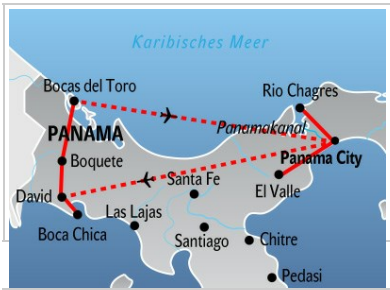 Karibisches Meer
Bocas del Toro
Rio Chagres
PANAMA
Panamakanal
Boquete
Panama City
Santa Fe
David
El Valle
Las Lajas
Boca Chica
Santiago
Chitre
Pedasi